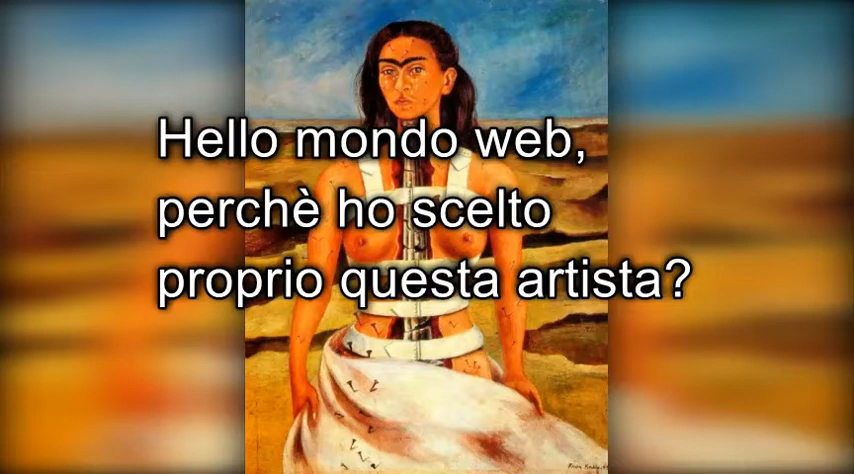 Hello mondo web,
perchè ho scelto
proprio questa artista?